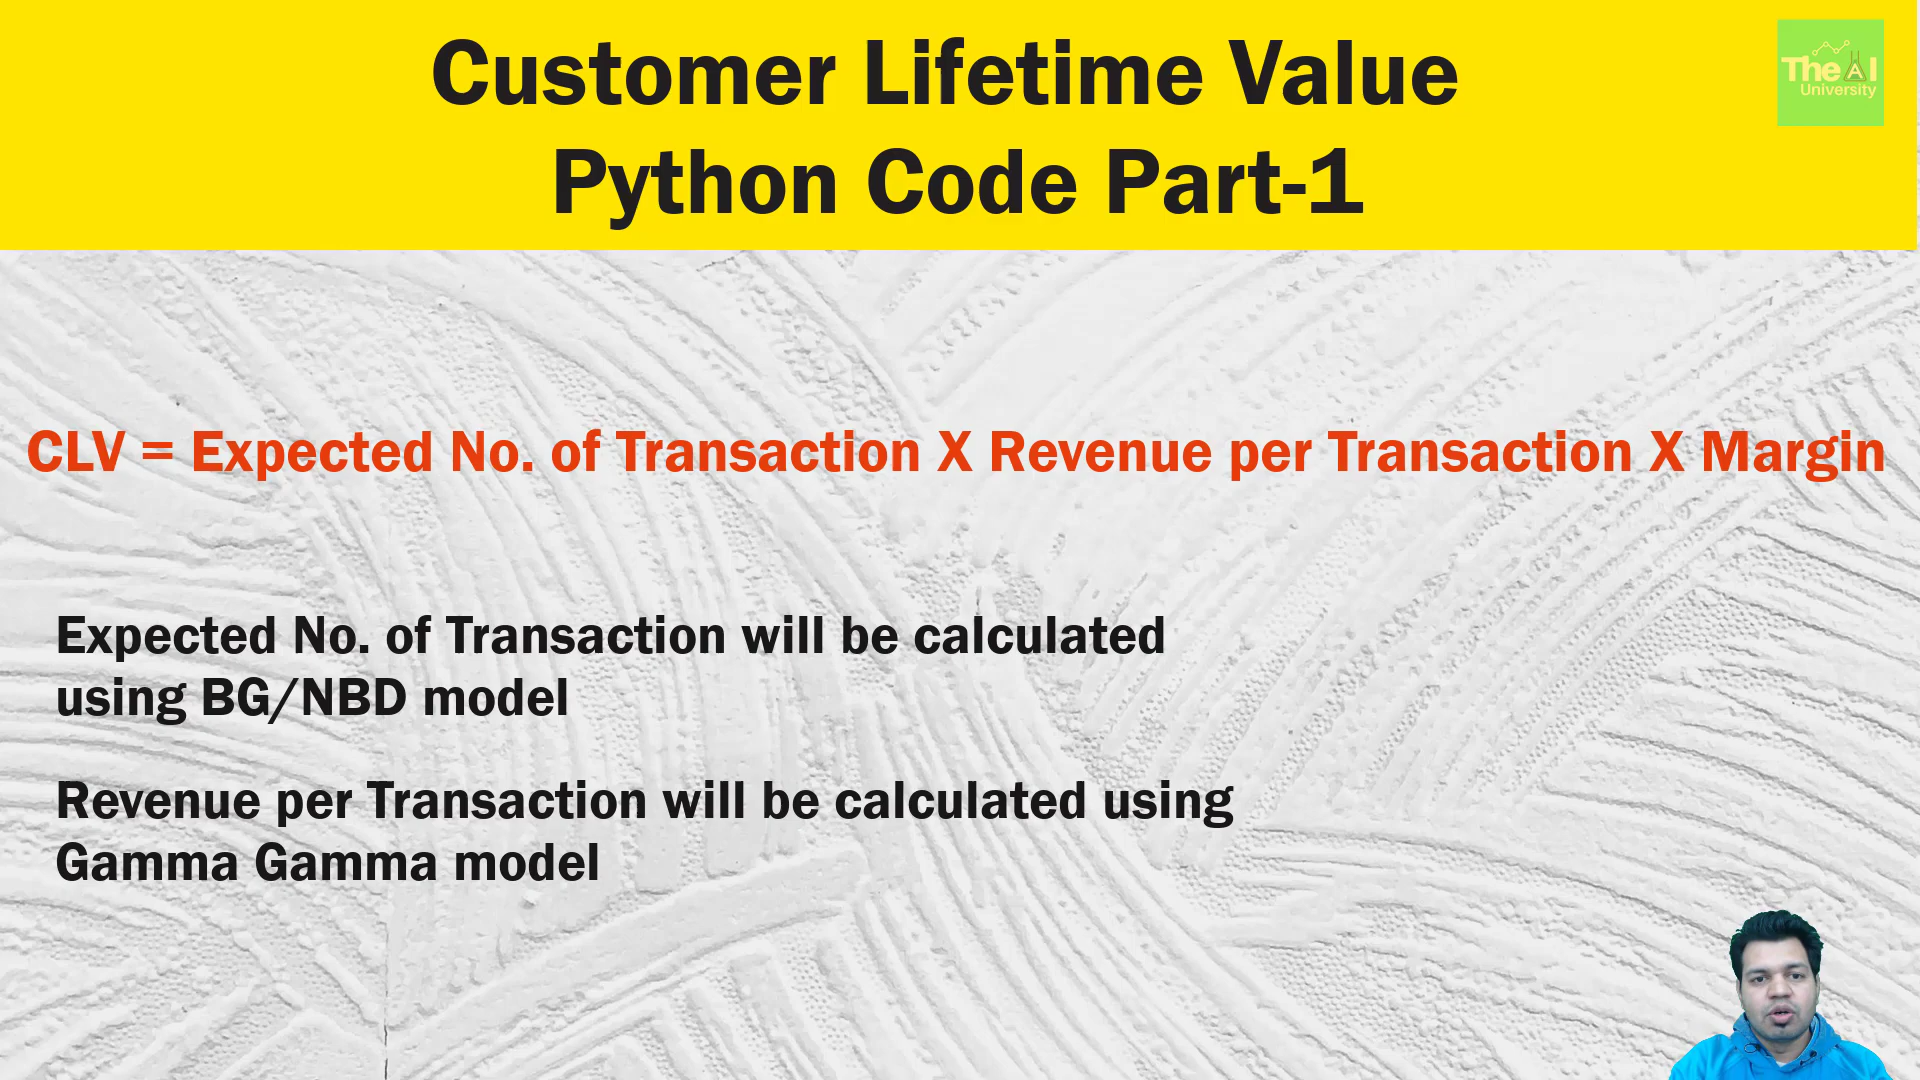 Customer Lifetime Value
Python Code Part-1
The AI
University
CLV = Expected No. of Transaction X Revenue per Transaction X Margin
Expected No. of Transaction will be calculated
using BG/NBD model
Revenue per Transaction will be calculated using
Gamma Gamma model